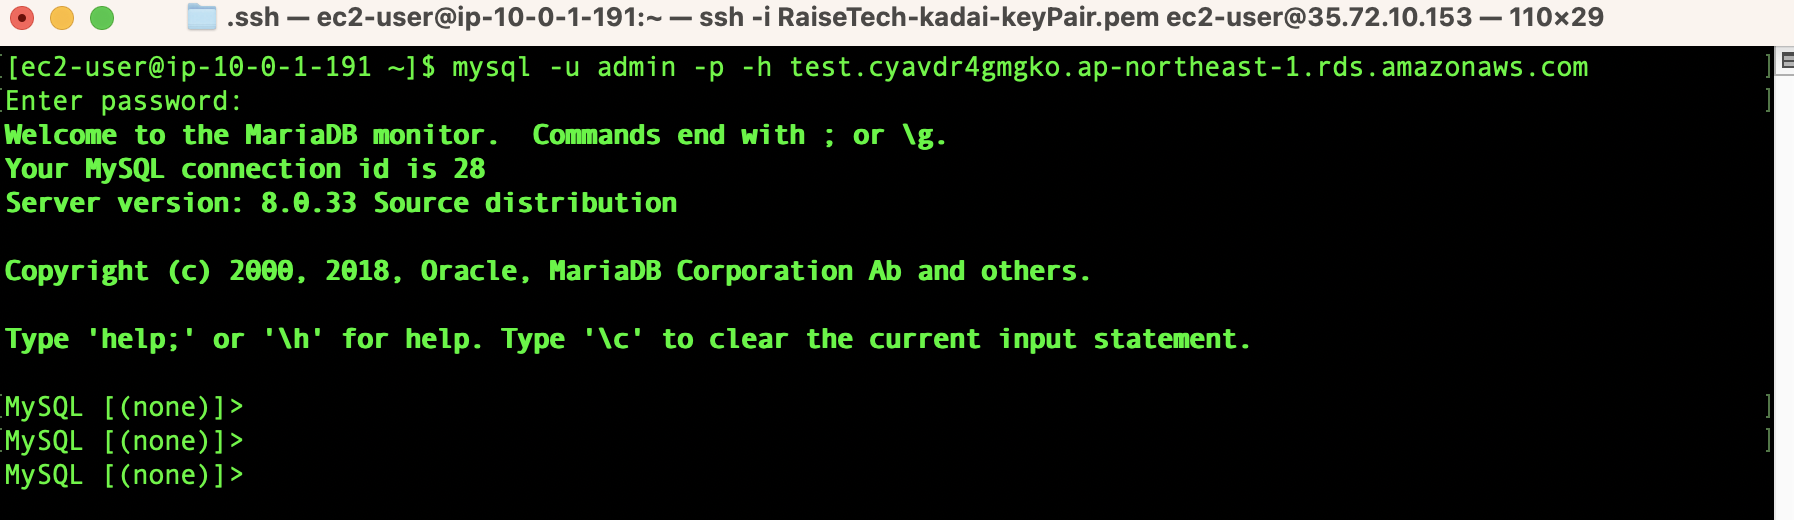 .ssh — ec2-user@ip-10-0-1-191:~ — ssh -i RaiseTech-kadai-keyPair.pem ec2-user@35.72.10.153 — 110×29
[ec2-user@ip-10-0-1-191 ~]$ mysql -u admin -p -h test.cyavdr4gmgko.ap-northeast-1.rds.amazonaws.com
Enter password:
Welcome to the MariaDB monitor.  Commands end with ; or \g.
Your MySQL connection id is 28
Server version: 8.0.33 Source distribution
Copyright (c) 2000, 2018, Oracle, MariaDB Corporation Ab and others.
Type 'help;' or '\h' for help. Type '\c' to clear the current input statement.
MySQL [(none)]>
MySQL [(none)]>
MySQL [(none)]>